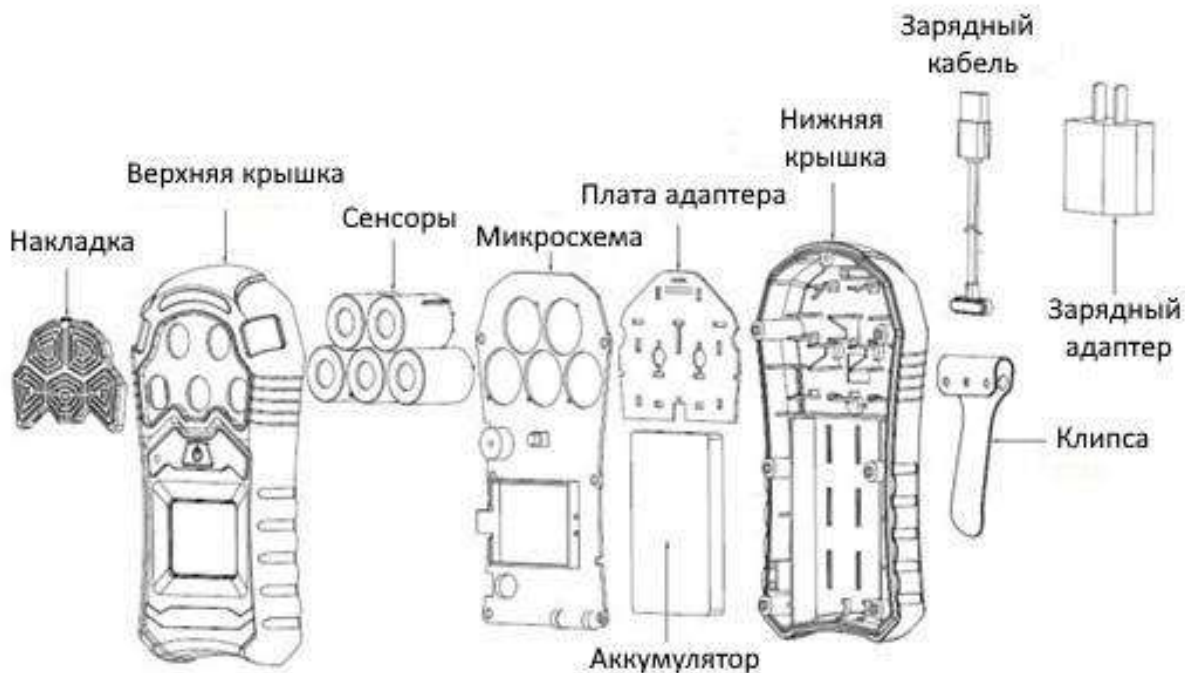 Зарядный
кабель
Нижняя
крышка
Верхняя крышка
Плата адаптера
Сенсоры
Микросхема
Накладка
Зарядный
адаптер
Клипса
Аккумулятор